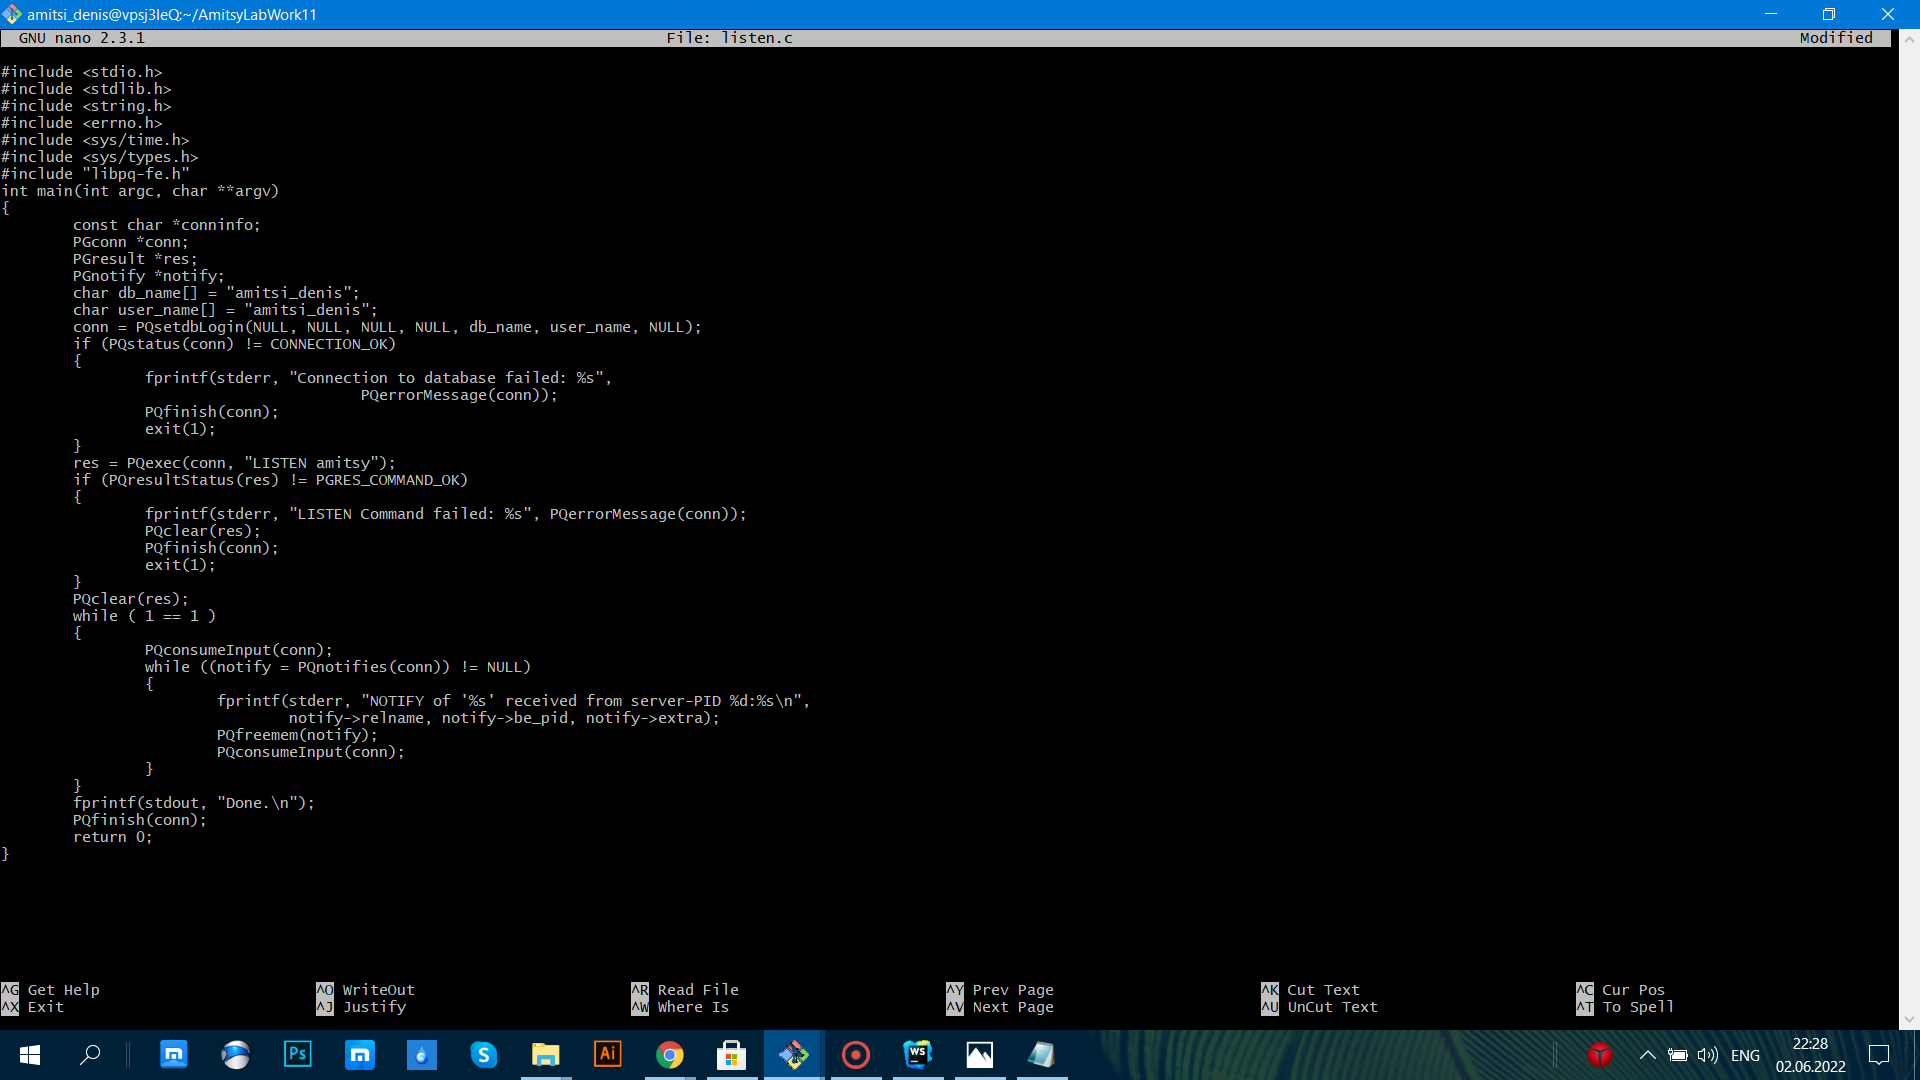 amitsi_denis@vpsj3IeQ:~/AmitsyLabWork11
GNU nano 2.3.1 File: listen.c Modified
#include <stdio.h>
#include <stdlib.h>
#include <string.h>
#include <errno.h>
#include <sys/time.h>
#include <sys/types.h>
#include "libpq-fe.h"
int main(int argc, char **argv)
{
        const char *conninfo;
        PGconn *conn;
        PGresult *res;
        PGnotify *notify;
        char db_name[] = "amitsi_denis";
        char user_name[] = "amitsi_denis";
        conn = PQsetdbLogin(NULL, NULL, NULL, NULL, db_name, user_name, NULL);
        if (PQstatus(conn) != CONNECTION_OK)
        {
                fprintf(stderr, "Connection to database failed: %s",
                                        PQerrorMessage(conn));
                PQfinish(conn);
                exit(1);
        }
        res = PQexec(conn, "LISTEN amitsy");
        if (PQresultStatus(res) != PGRES_COMMAND_OK)
        {
                fprintf(stderr, "LISTEN Command failed: %s", PQerrorMessage(conn));
                PQclear(res);
                PQfinish(conn);
                exit(1);
        }
        PQclear(res);
        while ( 1 == 1 )
        {
                PQconsumeInput(conn);
                while ((notify = PQnotifies(conn)) != NULL)
                {
                        fprintf(stderr, "NOTIFY of '%s' received from server-PID %d:%s\n",
                                notify->relname, notify->be_pid, notify->extra);
                        PQfreemem(notify);
                        PQconsumeInput(conn);
                }
        }
        fprintf(stdout, "Done.\n");
        PQfinish(conn);
        return 0;
}
^G Get Help ^O WriteOut ^R Read File ^Y Prev Page ^K Cut Text ^C Cur Pos
^X Exit ^J Justify ^W Where Is ^V Next Page ^U UnCut Text ^T To Spell
Ps
Ai
WS
ENG
22:28
02.06.2022